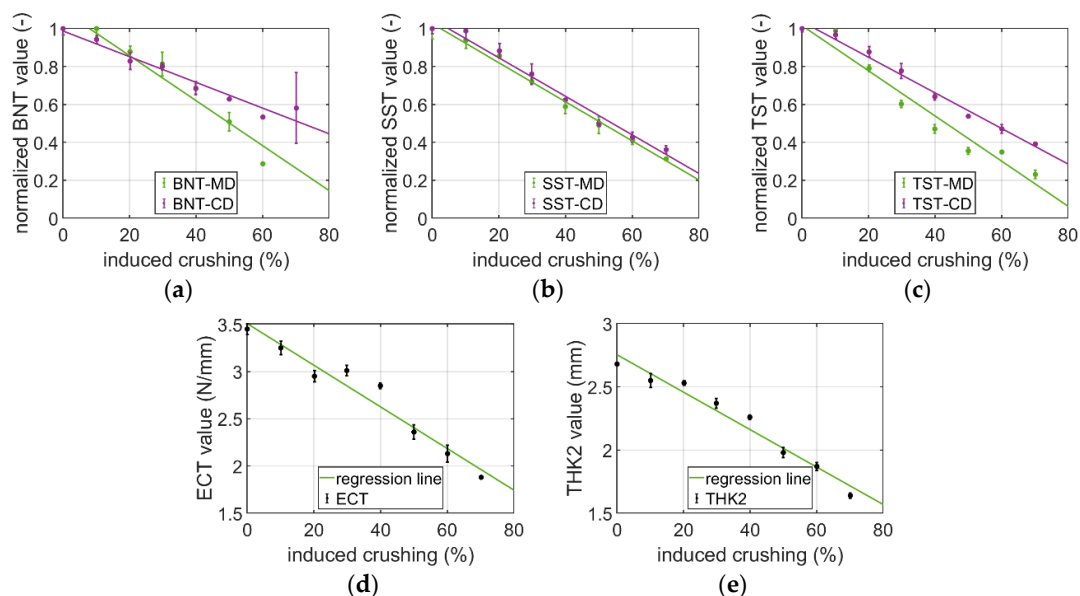 normalized BNT value (-)
1
0.8
0.6
0.4
0.2
0
BNT-MD
BNT-CD
0 20 40 60 80
induced crushing (%)
(a)
normalized SST value (-)
1
0.8
0.6
0.4
0.2
0
SST-MD
SST-CD
0 20 40 60 80
induced crushing (%)
(b)
normalized TST value (-)
1
0.8
0.6
0.4
0.2
0
TST-MD
TST-CD
0 20 40 60 80
induced crushing (%)
(c)
ECT value (N/mm)
3.5
3
2.5
2
1.5
regression line
ECT
0 20 40 60 80
induced crushing (%)
(d)
THK2 value (mm)
3
2.5
2
1.5
regression line
THK2
0 20 40 60 80
induced crushing (%)
(e)